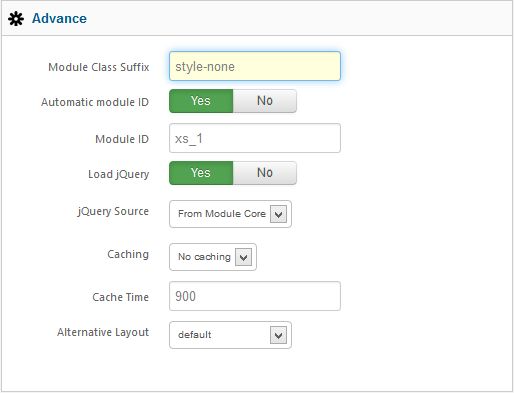 Advance
Module Class Suffix style-none
Automatic module ID Yes No
Module ID xs_1
Load jQuery Yes No
jQuery Source From Module Core
Caching No caching
Cache Time 900
Alternative Layout default